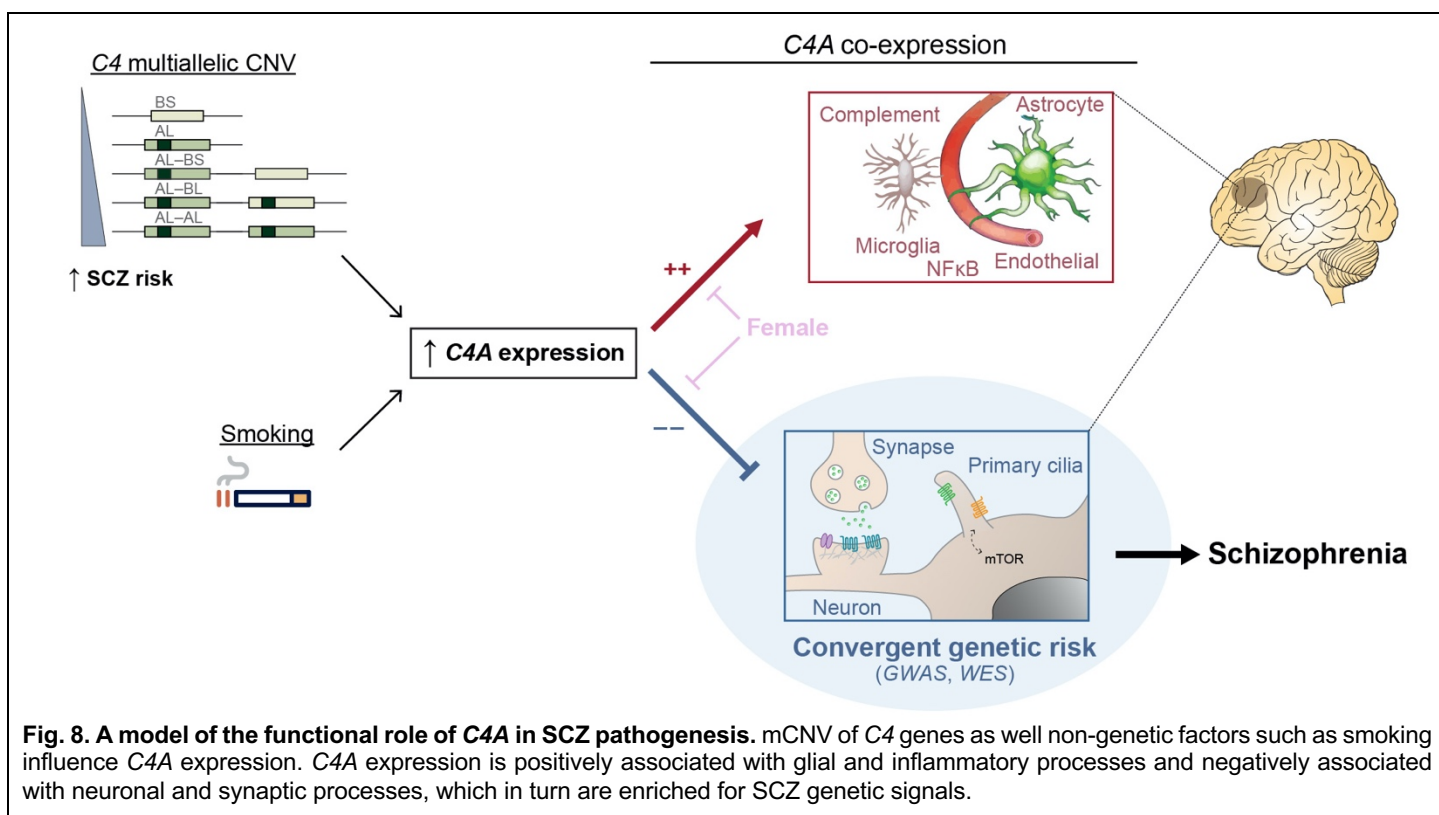 C4 multiallelic CNV
BS
AL
AL–BS
AL–BL
AL–AL
↑ SCZ risk
Smoking
↑ C4A expression
++
Female
––
C4A co-expression
Complement
Astrocyte
Microglia
NFκB
Endothelial
Synapse
Primary cilia
mTOR
Neuron
Convergent genetic risk
(GWAS, WES)
Schizophrenia
Fig. 8. A model of the functional role of C4A in SCZ pathogenesis. mCNV of C4 genes as well non-genetic factors such as smoking
influence C4A expression. C4A expression is positively associated with glial and inflammatory processes and negatively associated
with neuronal and synaptic processes, which in turn are enriched for SCZ genetic signals.